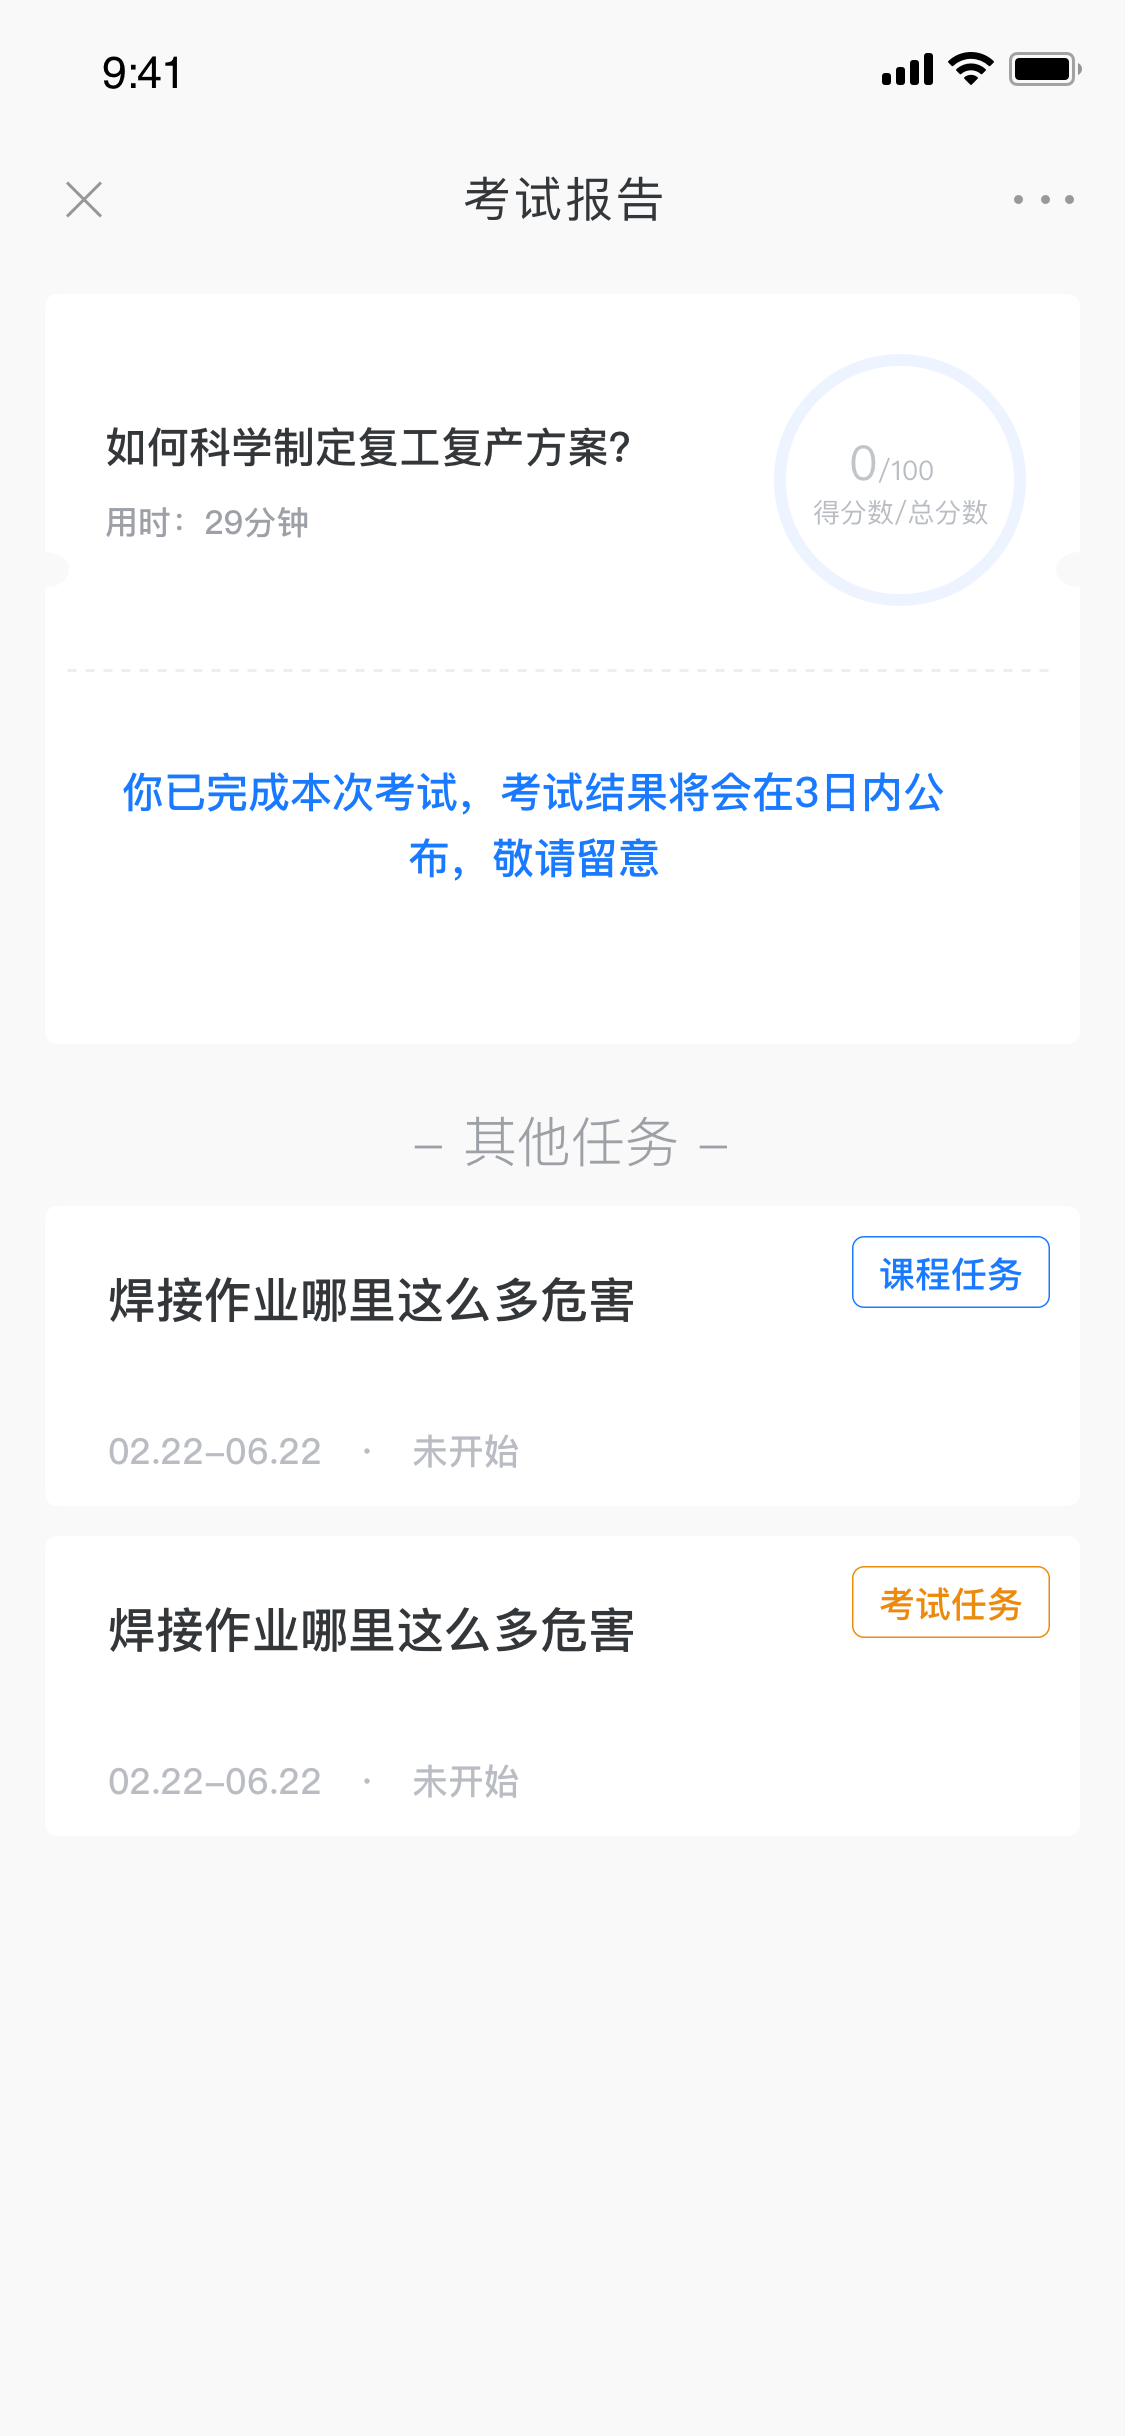 9:41
考试报告
如何科学制定复工复产方案?
用时：29分钟
0/100
得分数/总分数
你已完成本次考试，考试结果将会在3日内公
布，敬请留意
– 其他任务 –
课程任务
焊接作业哪里这么多危害
02.22-06.22 · 未开始
考试任务
焊接作业哪里这么多危害
02.22-06.22 · 未开始